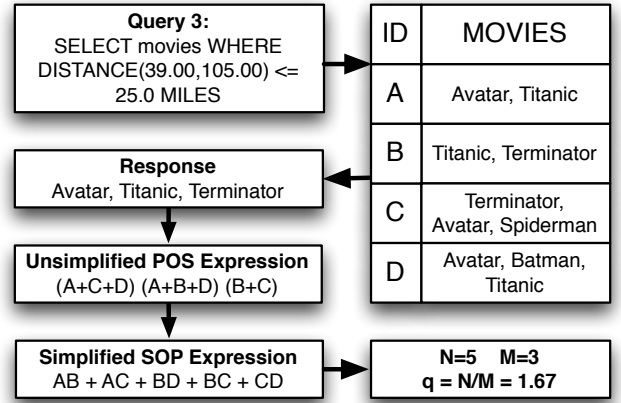 Query 3:
SELECT movies WHERE
DISTANCE(39.00,105.00) <=
25.0 MILES
ID MOVIES
A Avatar, Titanic
B Titanic, Terminator
C Terminator,
Avatar, Spiderman
D Avatar, Batman,
Titanic
Response
Avatar, Titanic, Terminator
Unsimplified POS Expression
(A+C+D) (A+B+D) (B+C)
Simplified SOP Expression
AB + AC + BD + BC + CD
N=5 M=3
q = N/M = 1.67